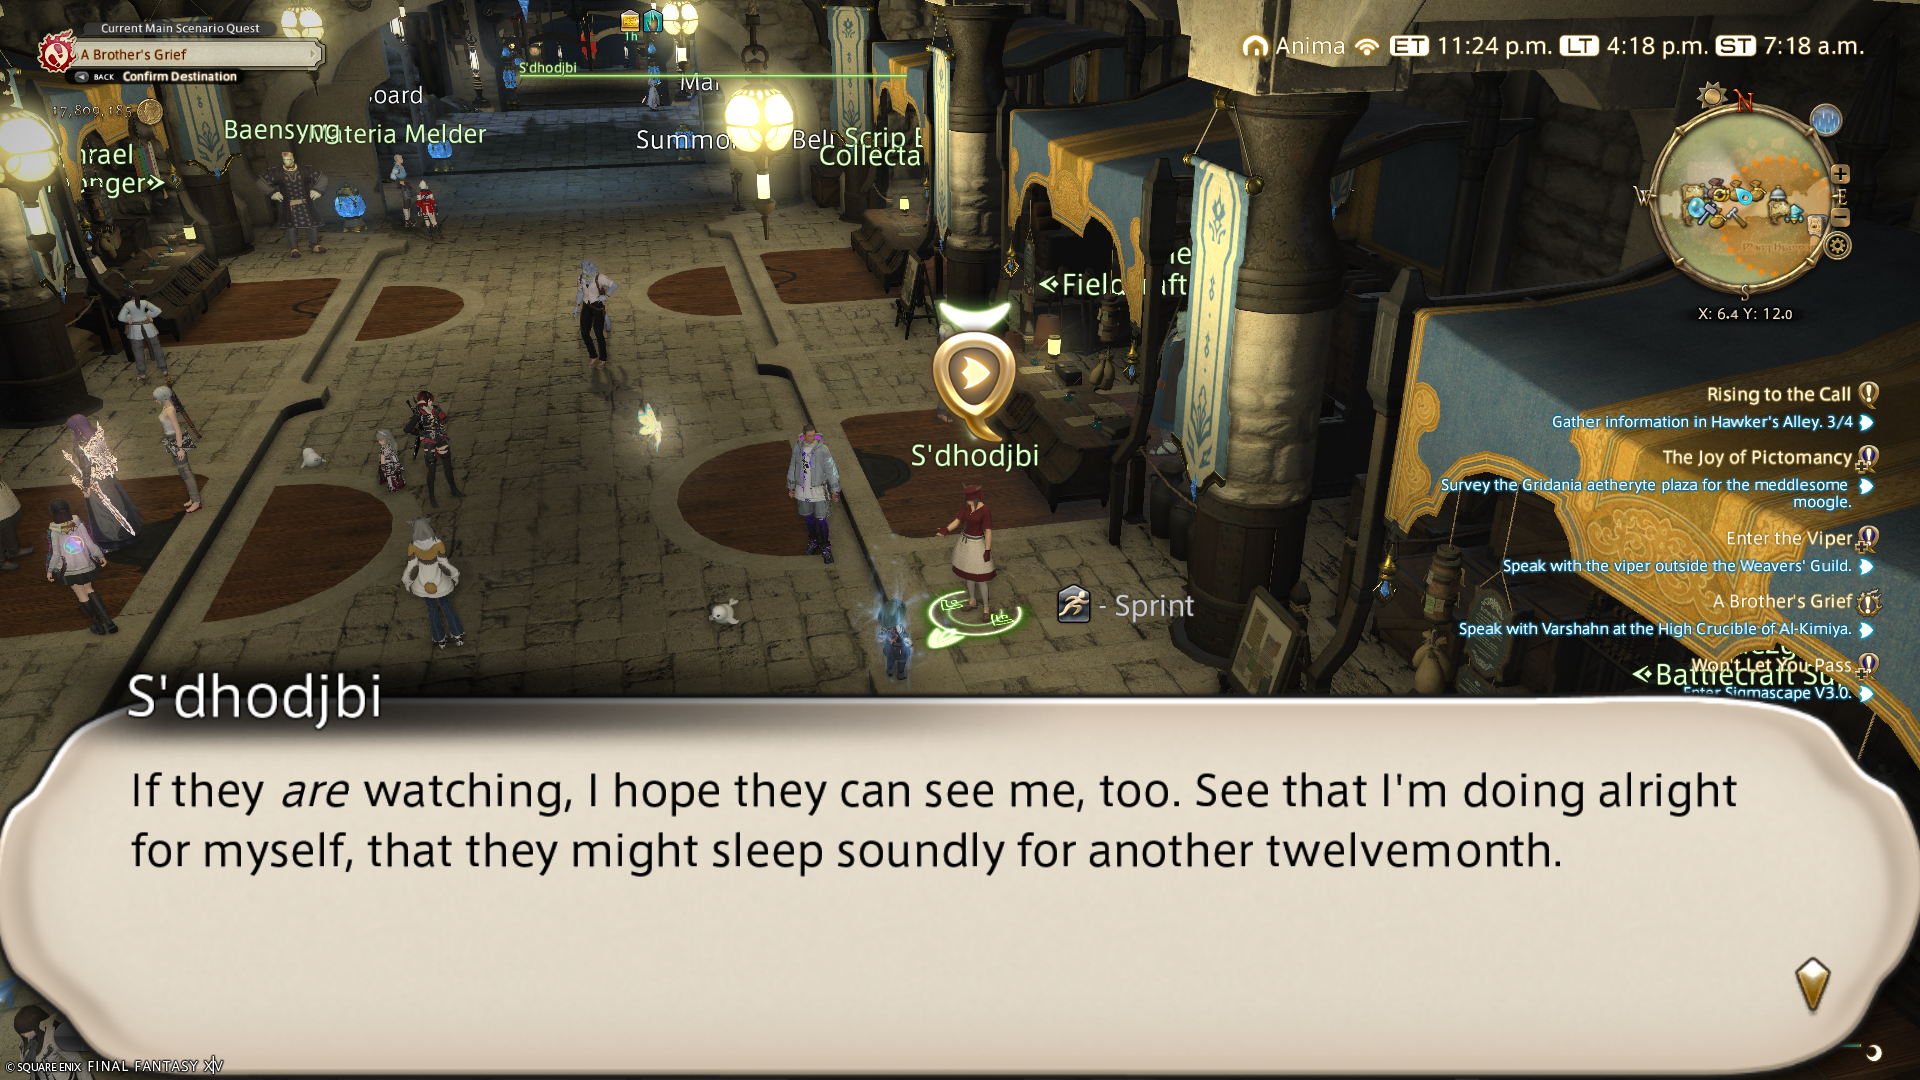 Current Main Scenario Quest
A Brother's Grief
BACK Confirm Destination
17,809,185
Anima ET 11:24 p.m. LT 4:18 p.m. ST 7:18 a.m.
1h
S'dhodjbi
Baensyng
Materia Melder
Scrip E
Collecta
N
W
E
S
X: 6.4 Y: 12.0
S'dhodjbi
- Sprint
Rising to the Call
Gather information in Hawker's Alley. 3/4
The Joy of Pictomancy
Survey the Gridania aetheryte plaza for the meddlesome
moogle.
Enter the Viper
Speak with the viper outside the Weavers' Guild.
A Brother's Grief
Speak with Varshahn at the High Crucible of Al-Kimiya.
Won't Let You Pass
Enter Sigmascape V3.0.
Battlecraft Su
S'dhodjbi
If they are watching, I hope they can see me, too. See that I'm doing alright
for myself, that they might sleep soundly for another twelvemonth.
© SQUARE ENIX FINAL FANTASY XIV